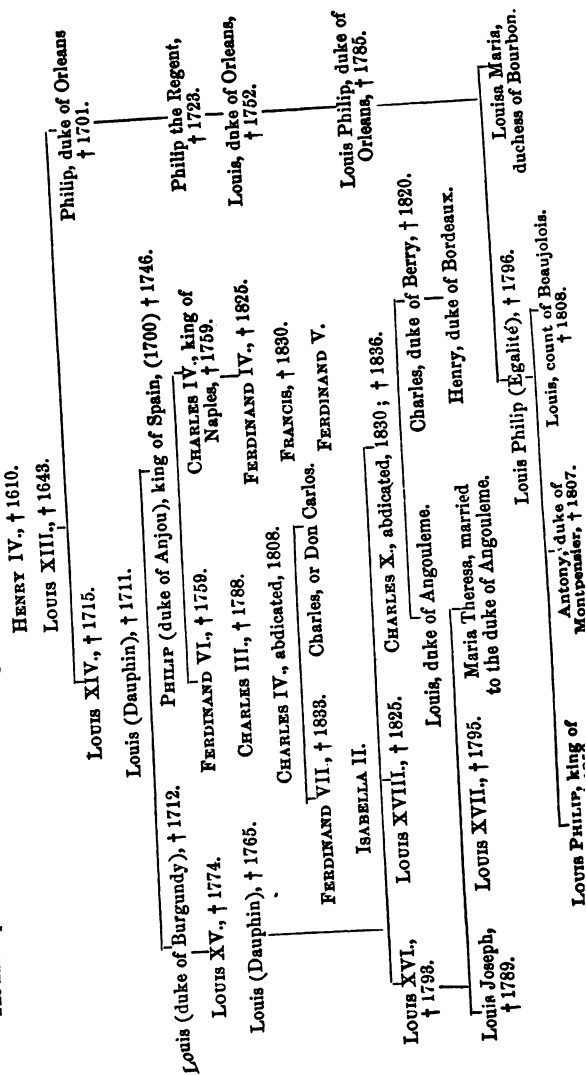 HENRY IV., † 1610.
LOUIS XIII., † 1643.
LOUIS XIV., † 1715.
Philip, duke of Orleans
† 1701.
Louis (Dauphin), † 1711.
Louis (duke of Burgundy), † 1712.
PHILIP (duke of Anjou), king of Spain, (1700) † 1746.
Philip the Regent,
† 1723.
LOUIS XV., † 1774.
FERDINAND VI., † 1759.
CHARLES IV., king of
Naples, † 1759.
Louis, duke of Orleans,
† 1752.
Louis (Dauphin), † 1765.
CHARLES III., † 1788.
FERDINAND IV., † 1825.
CHARLES IV., abdicated, 1808.
FRANCIS, † 1830.
Louis Philip, duke of
Orleans, † 1785.
FERDINAND VII., † 1833.
Charles, or Don Carlos.
FERDINAND V.
ISABELLA II.
LOUIS XVI.,
† 1793.
LOUIS XVIII., † 1825.
CHARLES X., abdicated, 1830; † 1836.
Louis, duke of Angouleme.
Charles, duke of Berry, † 1820.
Louis Joseph,
† 1789.
LOUIS XVII., † 1795.
Maria Theresa, married
to the duke of Angouleme.
Henry, duke of Bordeaux.
Louis Philip (Egalité), † 1796.
Louisa Maria,
duchess of Bourbon.
LOUIS PHILIP, king of
Antony, duke of
Montpensier, † 1807.
Louis, count of Beaujolois.
† 1808.